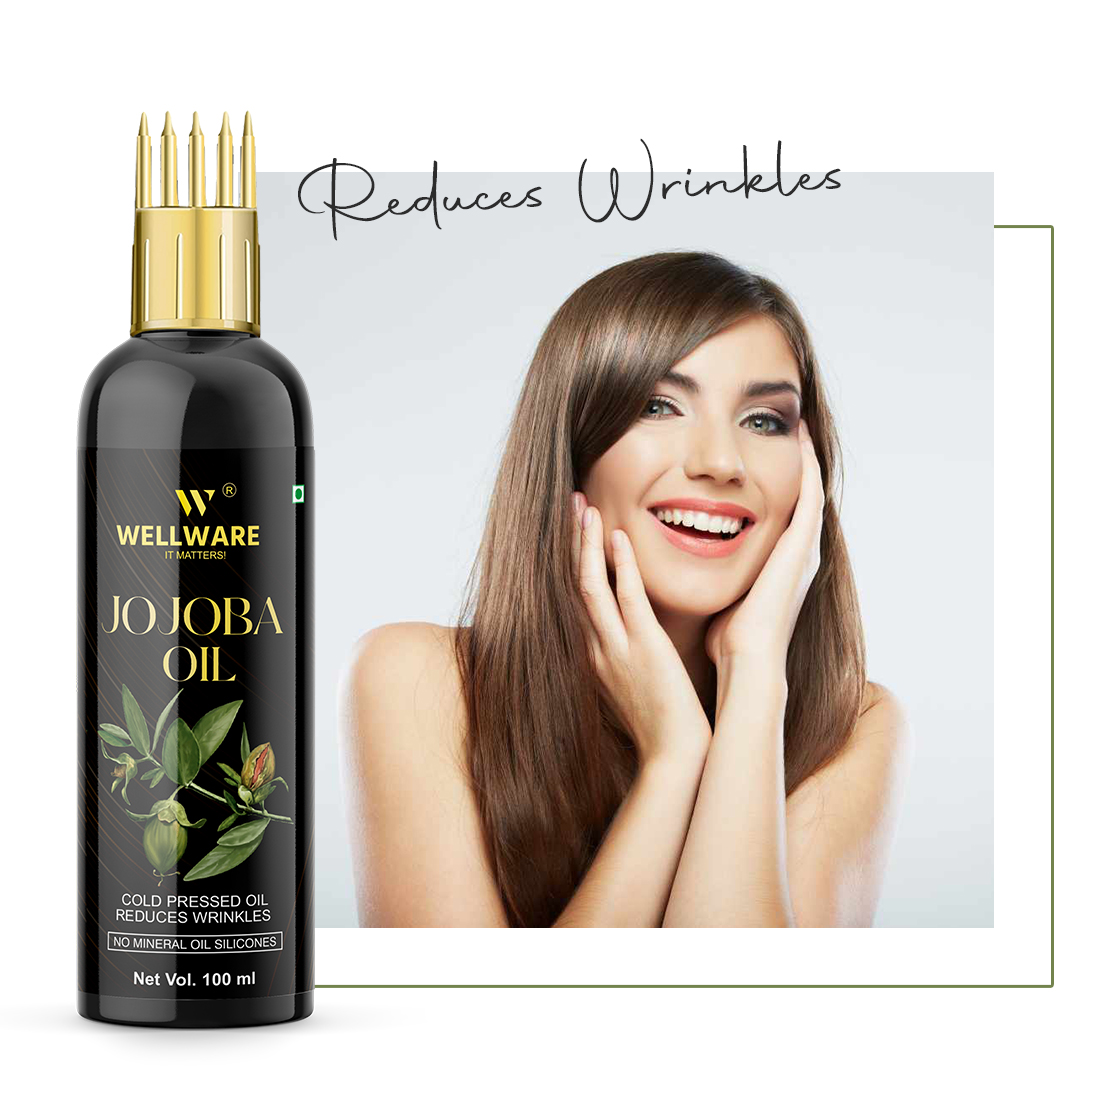 Reduces Wrinkles
W ®
WELLWARE
IT MATTERS!
JOJOBA
OIL
COLD PRESSED OIL
REDUCES WRINKLES
NO MINERAL OIL SILICONES
Net Vol. 100 ml